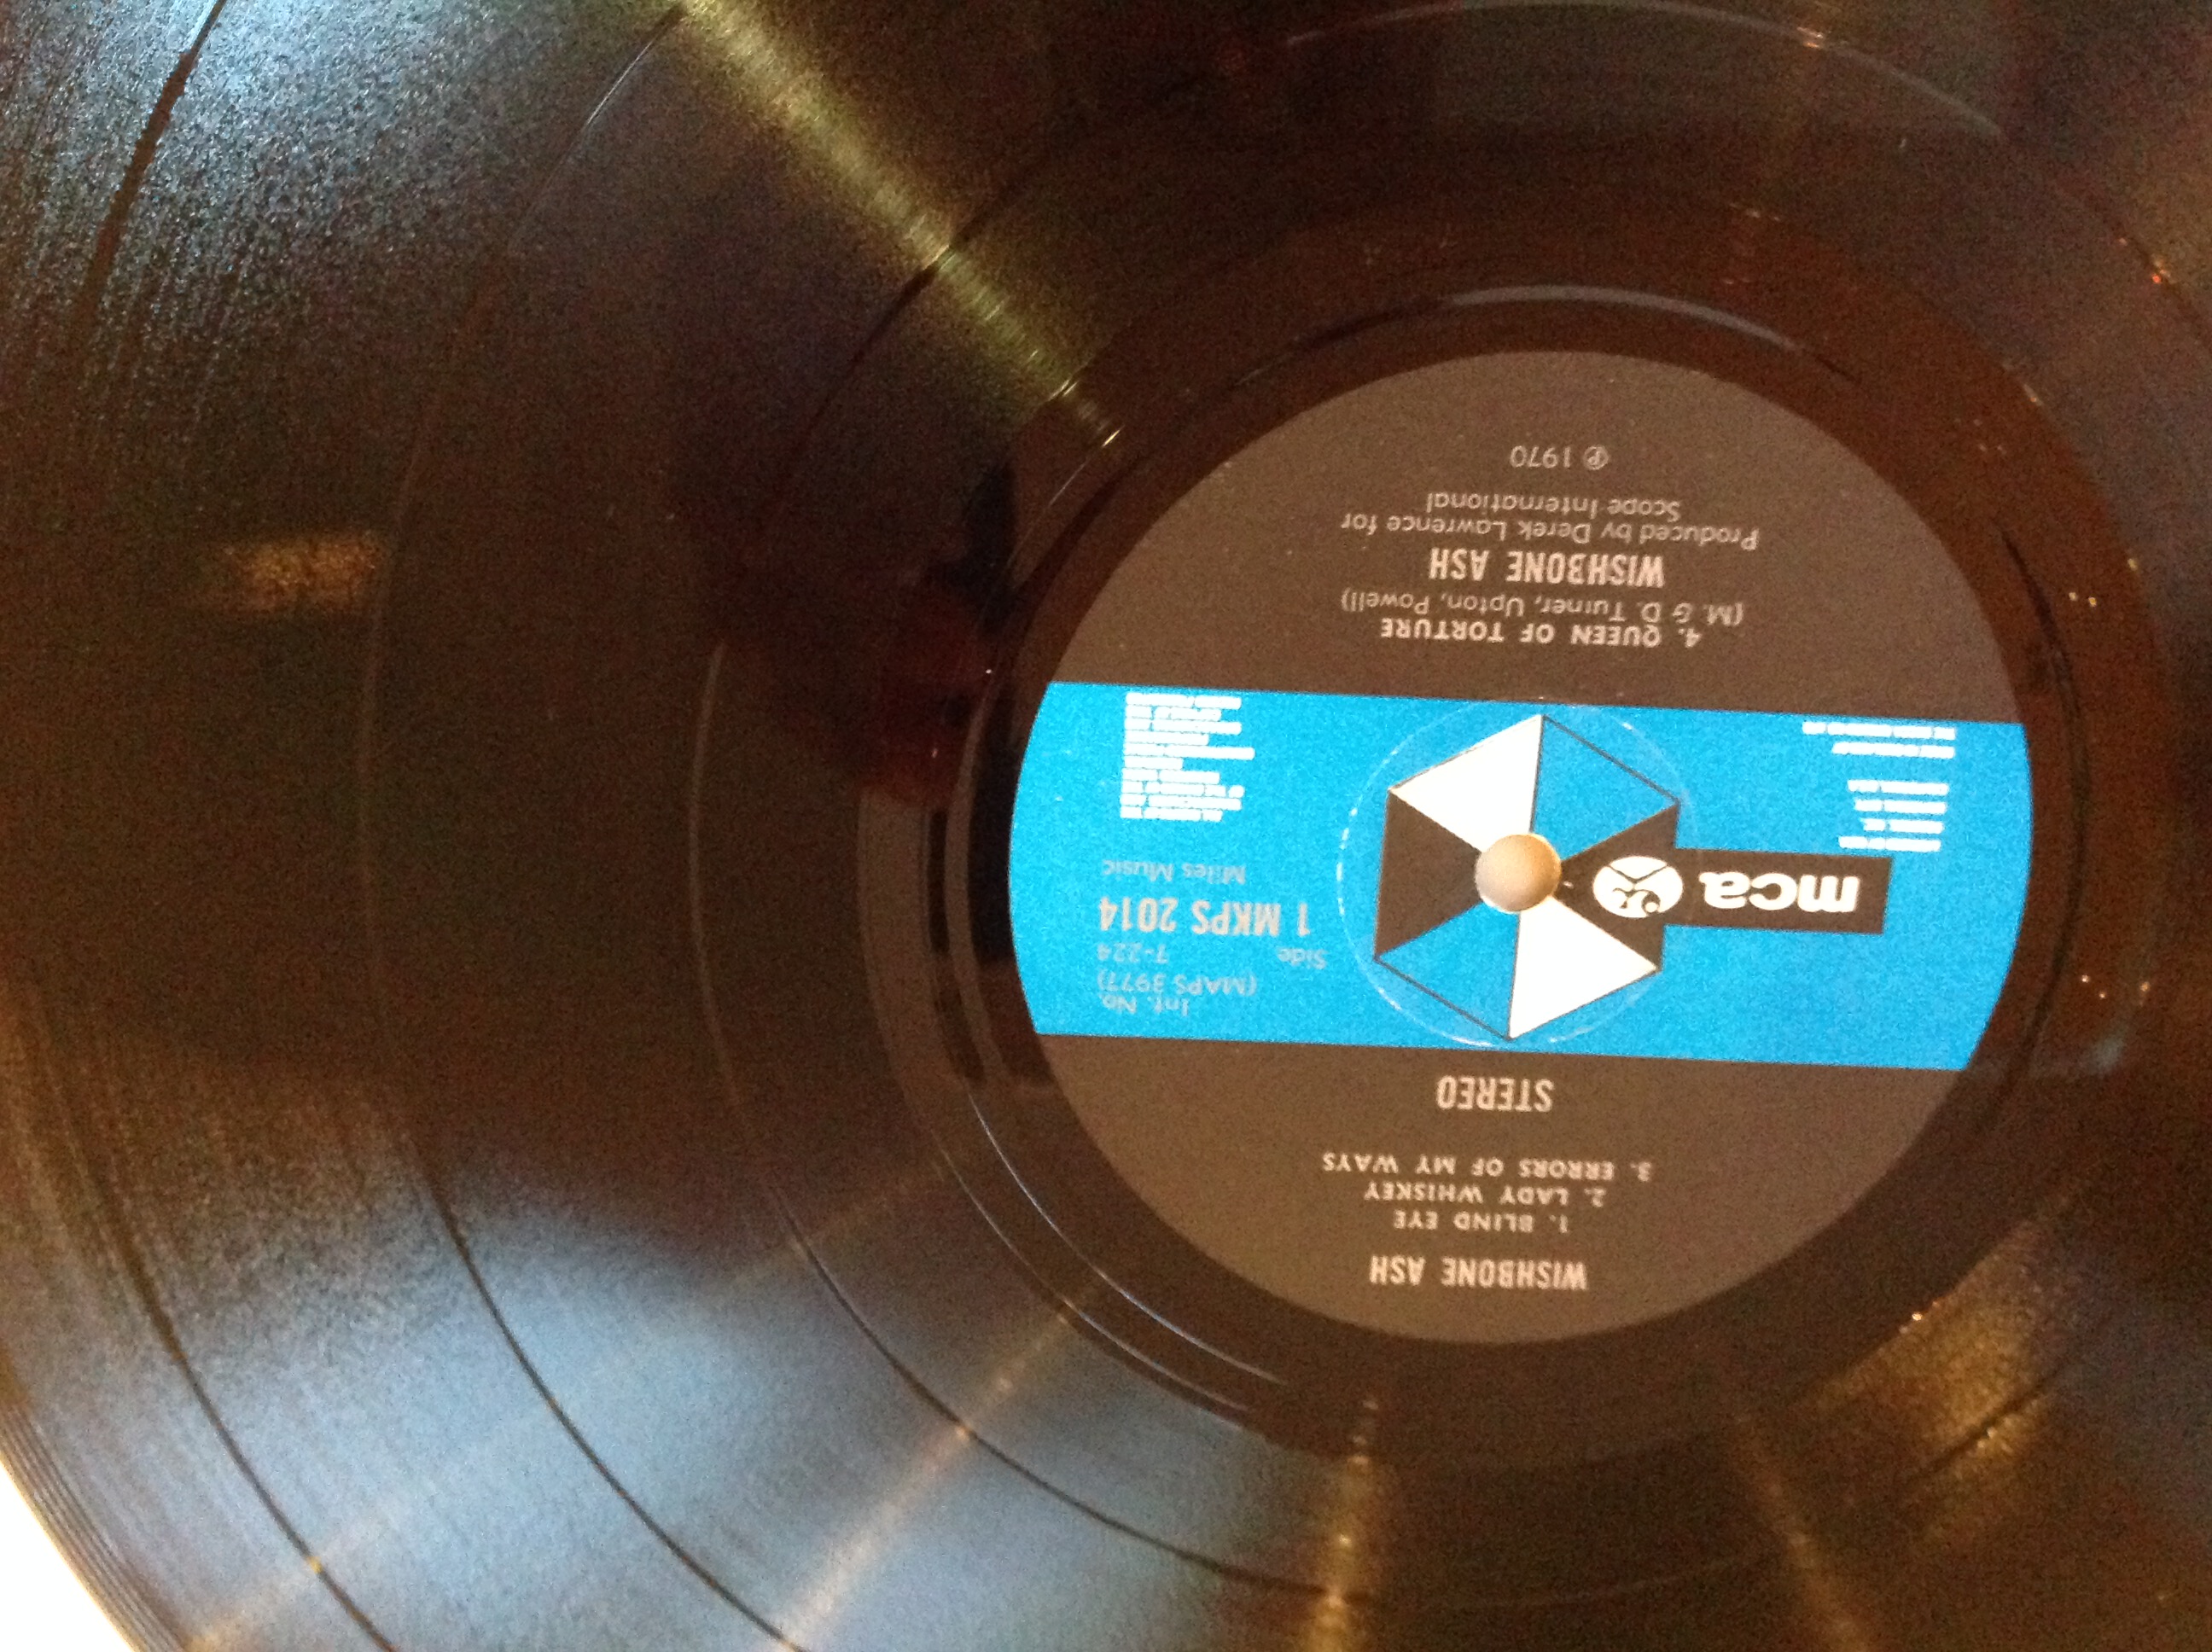 WISHBONE ASH
1. BLIND EYE
2. LADY WHISKEY
3. ERRORS OF MY WAYS
STEREO
mca
Int. No.
(MAPS 3977)
7-224
Side
1 MKPS 2014
Miles Music
4. QUEEN OF TORTURE
(M. & D. Turner, Upton, Powell)
WISHBONE ASH
Produced by Derek Lawrence for
Scope International
℗ 1970